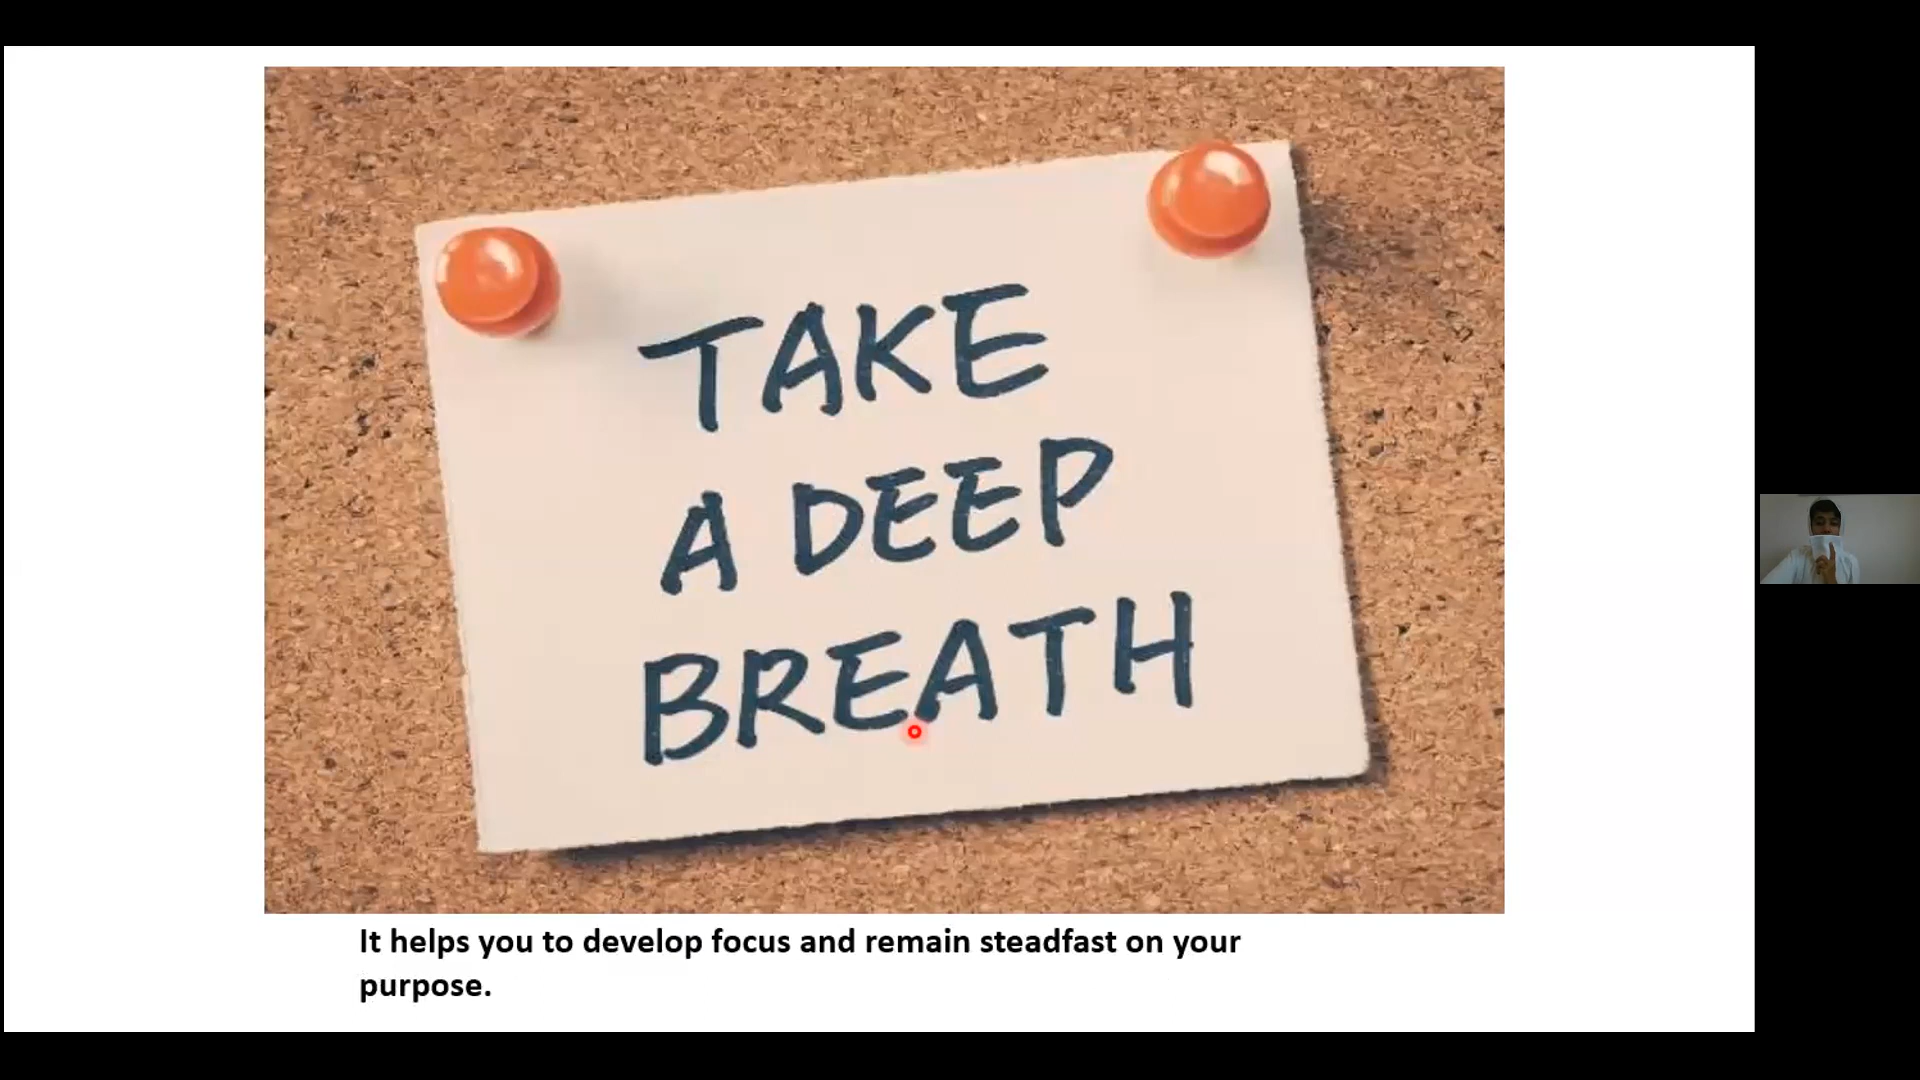 TAKE
A DEEP
BREATH
It helps you to develop focus and remain steadfast on your
purpose.